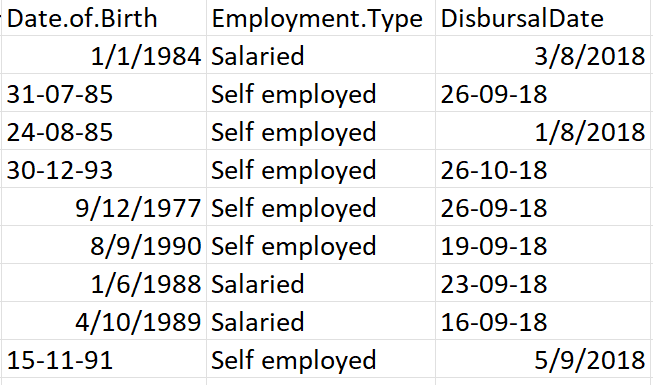 Date.of.Birth Employment.Type DisbursalDate
1/1/1984 Salaried 3/8/2018
31-07-85 Self employed 26-09-18
24-08-85 Self employed 1/8/2018
30-12-93 Self employed 26-10-18
9/12/1977 Self employed 26-09-18
8/9/1990 Self employed 19-09-18
1/6/1988 Salaried 23-09-18
4/10/1989 Salaried 16-09-18
15-11-91 Self employed 5/9/2018